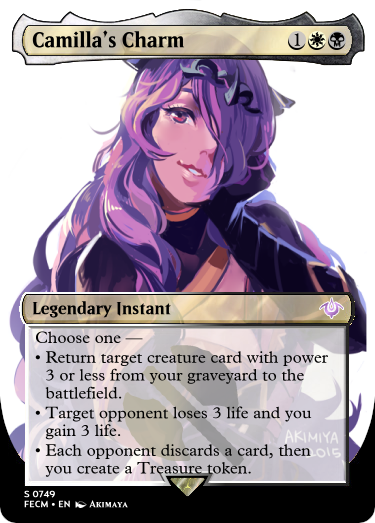 Camilla's Charm 1
Legendary Instant
Choose one —
• Return target creature card with power
3 or less from your graveyard to the
battlefield.
• Target opponent loses 3 life and you
gain 3 life.
• Each opponent discards a card, then
you create a Treasure token.
AKIMIYA
2015
S 0749
FECM • EN Akimaya